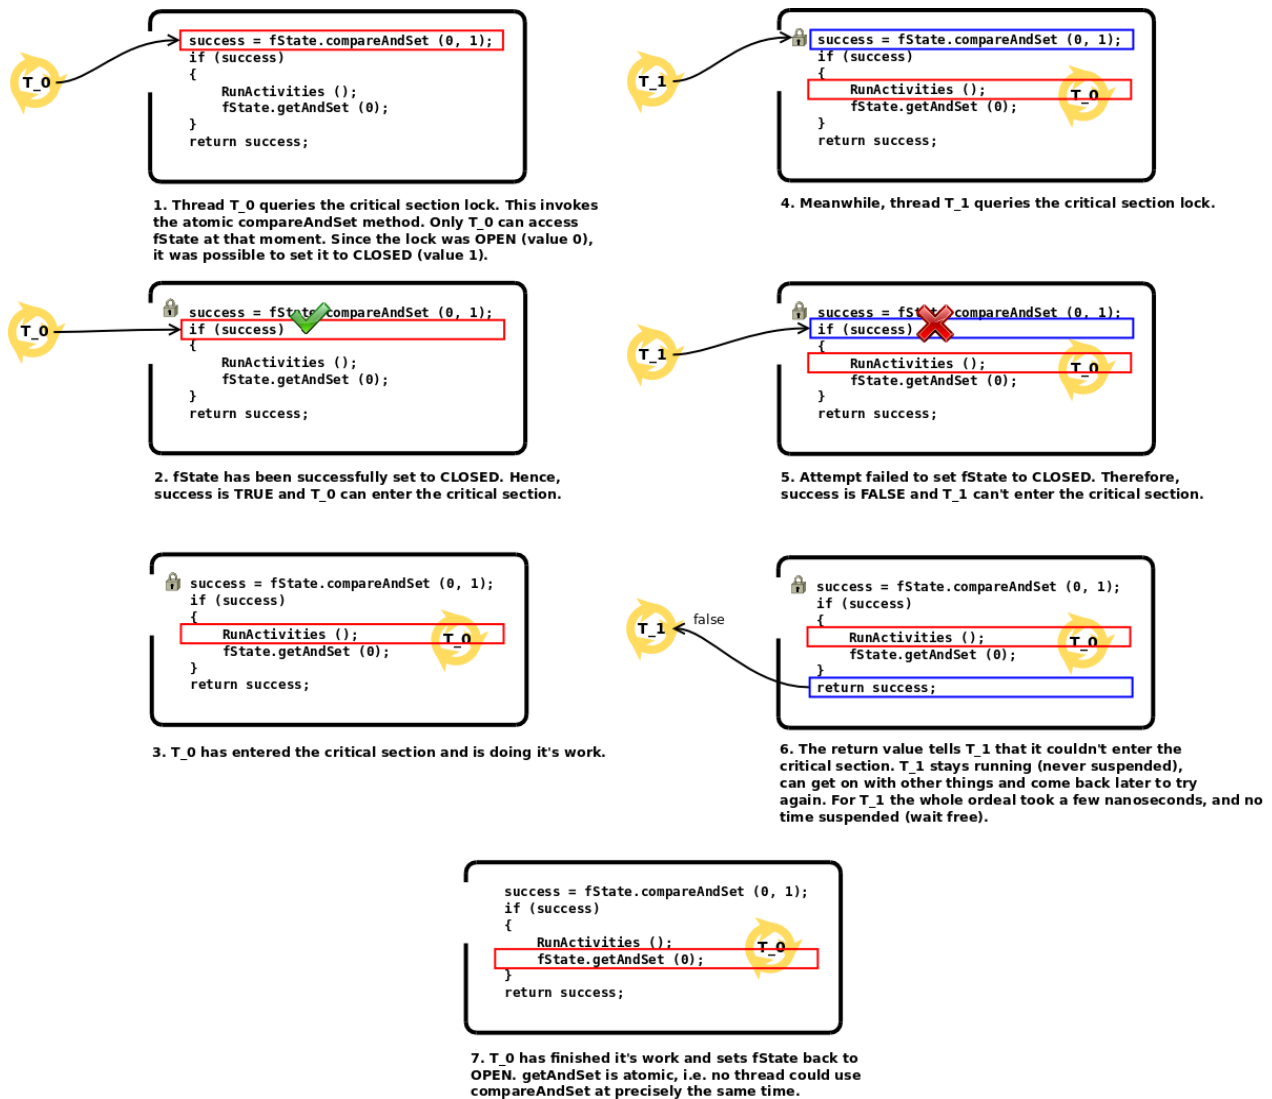 T_0
success = fState.compareAndSet (0, 1);
if (success)
{
RunActivities ();
fState.getAndSet (0);
}
return success;
1. Thread T_0 queries the critical section lock. This invokes
the atomic compareAndSet method. Only T_0 can access
fState at that moment. Since the lock was OPEN (value 0),
it was possible to set it to CLOSED (value 1).
T_0
success = fState.compareAndSet (0, 1);
if (success)
{
RunActivities ();
fState.getAndSet (0);
}
return success;
2. fState has been successfully set to CLOSED. Hence,
success is TRUE and T_0 can enter the critical section.
success = fState.compareAndSet (0, 1);
if (success)
{
RunActivities ();
T_0
fState.getAndSet (0);
}
return success;
3. T_0 has entered the critical section and is doing it's work.
T_1
success = fState.compareAndSet (0, 1);
if (success)
{
RunActivities ();
T_0
fState.getAndSet (0);
}
return success;
4. Meanwhile, thread T_1 queries the critical section lock.
T_1
success = fState.compareAndSet (0, 1);
if (success)
{
RunActivities ();
T_0
fState.getAndSet (0);
}
return success;
5. Attempt failed to set fState to CLOSED. Therefore,
success is FALSE and T_1 can't enter the critical section.
T_1
false
success = fState.compareAndSet (0, 1);
if (success)
{
RunActivities ();
T_0
fState.getAndSet (0);
}
return success;
6. The return value tells T_1 that it couldn't enter the
critical section. T_1 stays running (never suspended),
can get on with other things and come back later to try
again. For T_1 the whole ordeal took a few nanoseconds, and no
time suspended (wait free).
success = fState.compareAndSet (0, 1);
if (success)
{
RunActivities ();
T_0
fState.getAndSet (0);
}
return success;
7. T_0 has finished it's work and sets fState back to
OPEN. getAndSet is atomic, i.e. no thread could use
compareAndSet at precisely the same time.